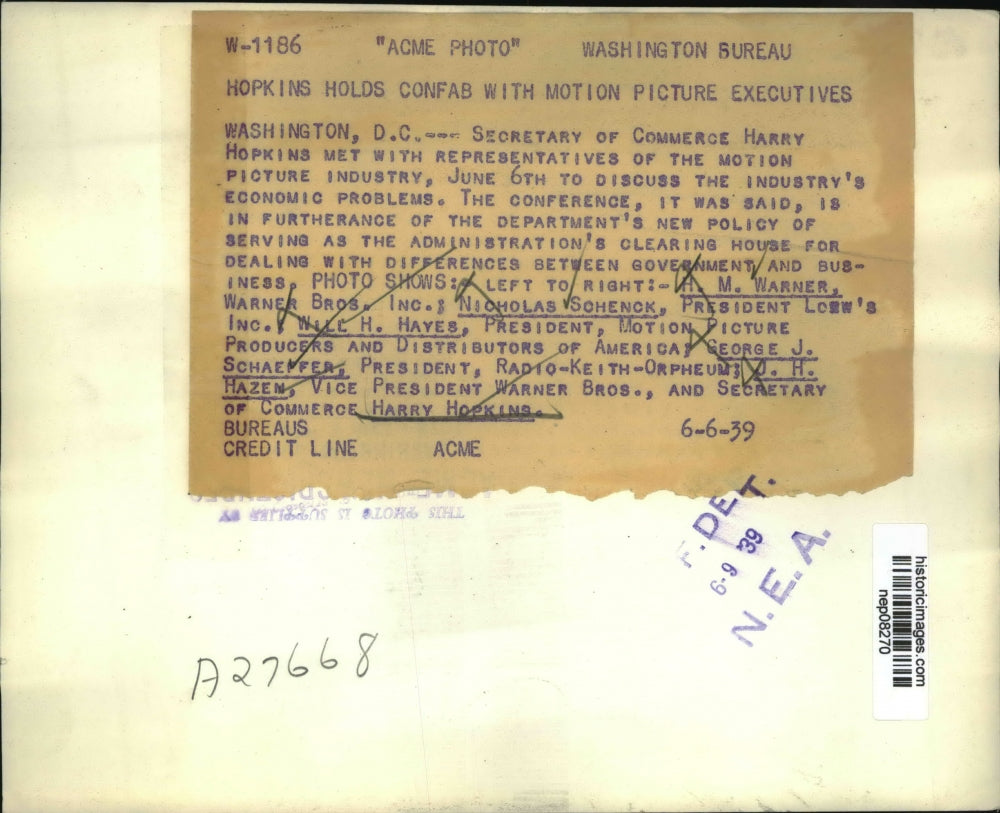 W-1186 "ACME PHOTO" WASHINGTON BUREAU
HOPKINS HOLDS CONFAB WITH MOTION PICTURE EXECUTIVES
WASHINGTON, D.C.--- SECRETARY OF COMMERCE HARRY
HOPKINS MET WITH REPRESENTATIVES OF THE MOTION
PICTURE INDUSTRY, JUNE 6TH TO DISCUSS THE INDUSTRY'S
ECONOMIC PROBLEMS. THE CONFERENCE, IT WAS SAID, IS
IN FURTHERANCE OF THE DEPARTMENT'S NEW POLICY OF
SERVING AS THE ADMINISTRATION'S CLEARING HOUSE FOR
DEALING WITH DIFFERENCES BETWEEN GOVERNMENT AND BUS-
INESS. PHOTO SHOWS: LEFT TO RIGHT:- H. M. WARNER,
WARNER BROS. INC.; NICHOLAS SCHENCK, PRESIDENT LOEW'S
INC. WILL H. HAYES, PRESIDENT, MOTION PICTURE
PRODUCERS AND DISTRIBUTORS OF AMERICA; GEORGE J.
SCHAEFFER, PRESIDENT, RADIO-KEITH-ORPHEUM; J. H.
HAZEN, VICE PRESIDENT WARNER BROS., AND SECRETARY
OF COMMERCE HARRY HOPKINS.
BUREAUS 6-6-39
CREDIT LINE ACME
THIS PHOTO IS SUPPLIED BY
F. DEPT.
6-9 39
N.E.A.
A27668
historicimages.com
nep08270